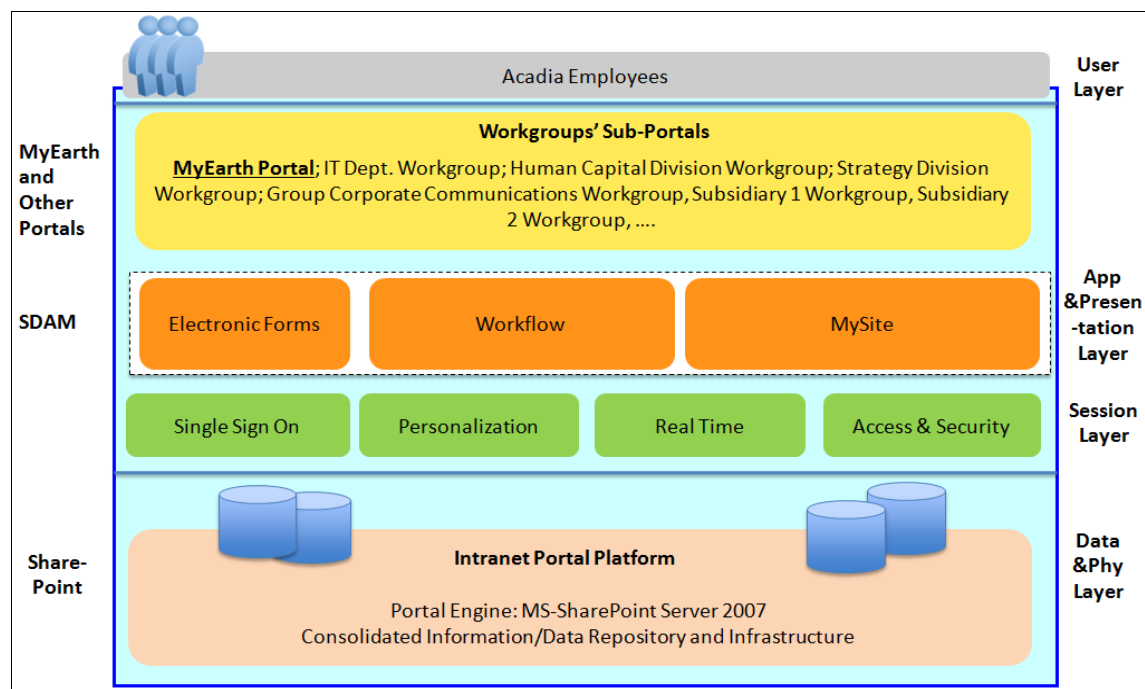 Acadia Employees
User
Layer
MyEarth
and
Other
Portals
Workgroups’ Sub-Portals
MyEarth Portal; IT Dept. Workgroup; Human Capital Division Workgroup; Strategy Division
Workgroup; Group Corporate Communications Workgroup, Subsidiary 1 Workgroup, Subsidiary
2 Workgroup, ....
SDAM
Electronic Forms
Workflow
MySite
App
&Presen
-tation
Layer
Single Sign On
Personalization
Real Time
Access & Security
Session
Layer
Share-
Point
Intranet Portal Platform
Portal Engine: MS-SharePoint Server 2007
Consolidated Information/Data Repository and Infrastructure
Data
&Phy
Layer